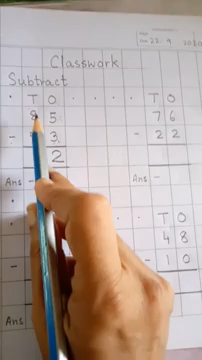 22-9
Classwork
Subtract
T O T O
8 5 7 6
- 3 - 2 2
2
Ans - Ans -
T O
4 8
- - 1 0
Ans